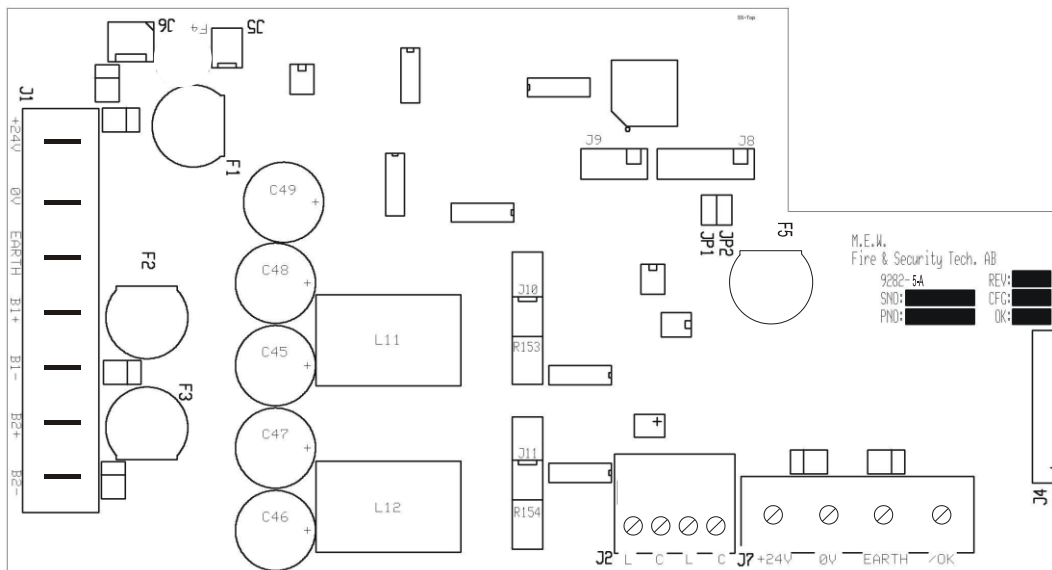 SS-Top
J6
F4
J5
J1
+24V
0V
EARTH
B1+
B1-
B2+
B2-
F1
F2
F3
C49
+
C48
+
C45
+
C47
+
C46
+
L11
L12
J9
J8
JP1
JP2
F5
J10
R153
J11
R154
+
M.E.W.
Fire & Security Tech. AB
9282-5-A
REV:
SNO:
CFG:
PNO:
OK:
J4
J2 L C L C
J7 +24V 0V EARTH /OK